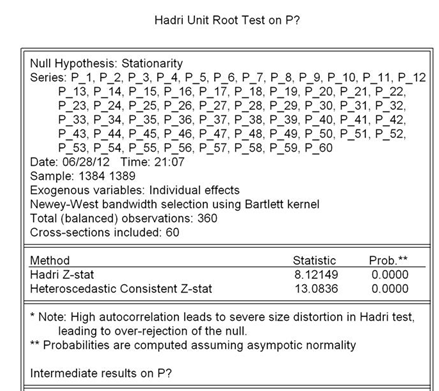 Hadri Unit Root Test on P?
Null Hypothesis: Stationarity
Series: P_1, P_2, P_3, P_4, P_5, P_6, P_7, P_8, P_9, P_10, P_11, P_12
P_13, P_14, P_15, P_16, P_17, P_18, P_19, P_20, P_21, P_22,
P_23, P_24, P_25, P_26, P_27, P_28, P_29, P_30, P_31, P_32,
P_33, P_34, P_35, P_36, P_37, P_38, P_39, P_40, P_41, P_42,
P_43, P_44, P_45, P_46, P_47, P_48, P_49, P_50, P_51, P_52,
P_53, P_54, P_55, P_56, P_57, P_58, P_59, P_60
Date: 06/28/12 Time: 21:07
Sample: 1384 1389
Exogenous variables: Individual effects
Newey-West bandwidth selection using Bartlett kernel
Total (balanced) observations: 360
Cross-sections included: 60
Method Statistic Prob.**
Hadri Z-stat 8.12149 0.0000
Heteroscedastic Consistent Z-stat 13.0836 0.0000
* Note: High autocorrelation leads to severe size distortion in Hadri test,
leading to over-rejection of the null.
** Probabilities are computed assuming asympotic normality
Intermediate results on P?